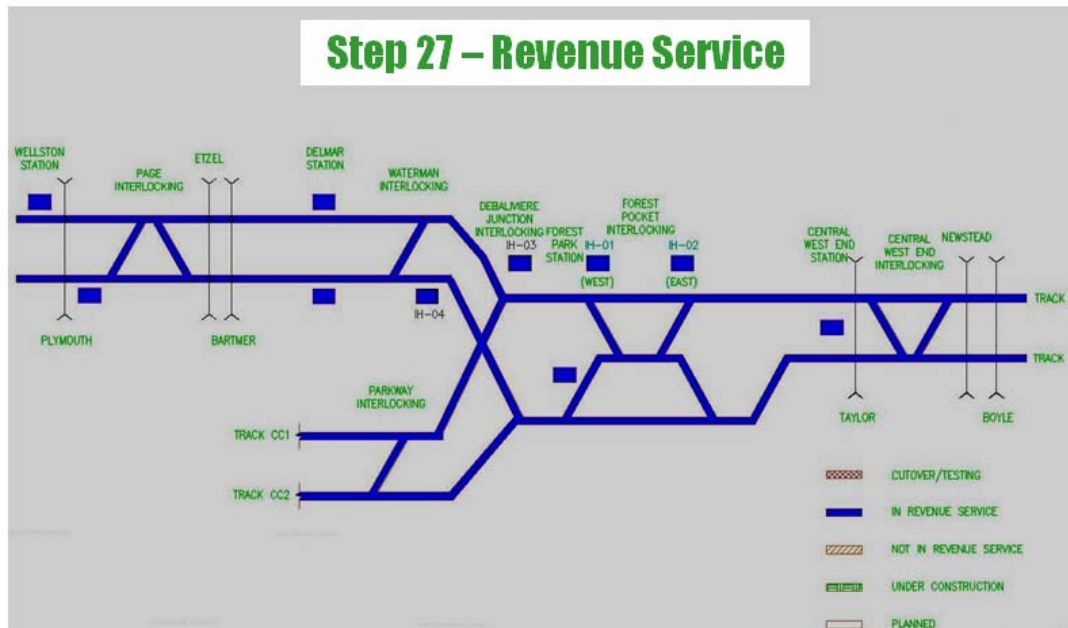 Step 27 – Revenue Service
WELLSTON
STATION
PAGE
INTERLOCKING
ETZEL
DELMAR
STATION
WATERMAN
INTERLOCKING
DEBALIVIERE
JUNCTION
INTERLOCKING
IH-03
FOREST
PARK
STATION
FOREST
POCKET
INTERLOCKING
IH-01
(WEST)
IH-02
(EAST)
CENTRAL
WEST END
STATION
CENTRAL
WEST END
INTERLOCKING
NEWSTEAD
IH-04
TRACK
PLYMOUTH
BARTMER
TRACK
PARKWAY
INTERLOCKING
TAYLOR
BOYLE
TRACK CC1
TRACK CC2
CUTOVER/TESTING
IN REVENUE SERVICE
NOT IN REVENUE SERVICE
UNDER CONSTRUCTION
PLANNED